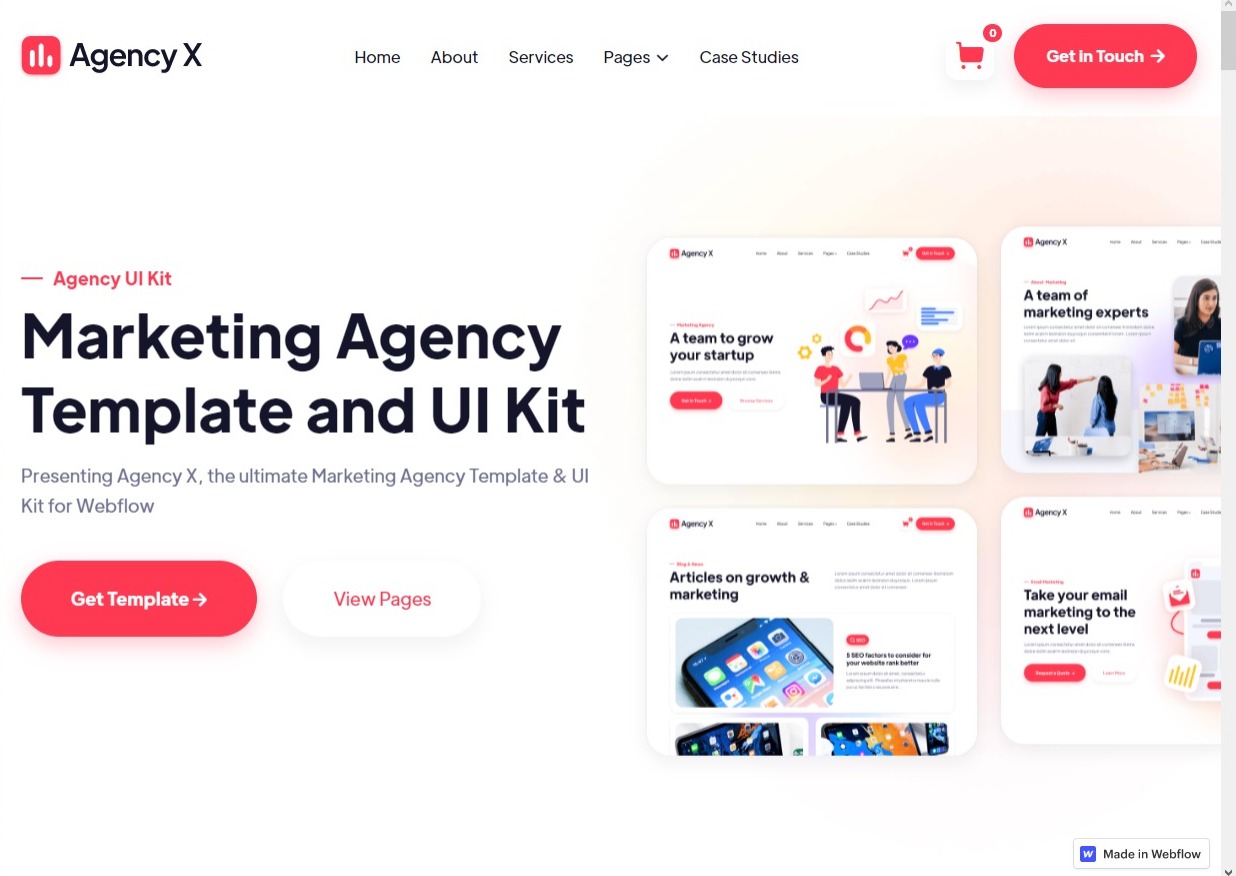 Agency X
Home
About
Services
Pages
Case Studies
0
Get in Touch →
— Agency UI Kit
Marketing Agency
Template and UI Kit
Presenting Agency X, the ultimate Marketing Agency Template & UI
Kit for Webflow
Get Template →
View Pages
Agency X
Home
About
Services
Pages
Case Studies
Get in Touch →
— Marketing Agency
A team to grow
your startup
Get in Touch →
Browse Services
Agency X
Home
About
Services
Pages
— About Marketing
A team of
marketing experts
Agency X
Home
About
Services
Pages
Case Studies
Get in Touch →
— Blog & News
Articles on growth &
marketing
SEO
5 SEO factors to consider for
your website rank better
Agency X
Home
About
Services
Pages
— Email Marketing
Take your email
marketing to the
next level
Request a Quote →
Learn More
Made in Webflow